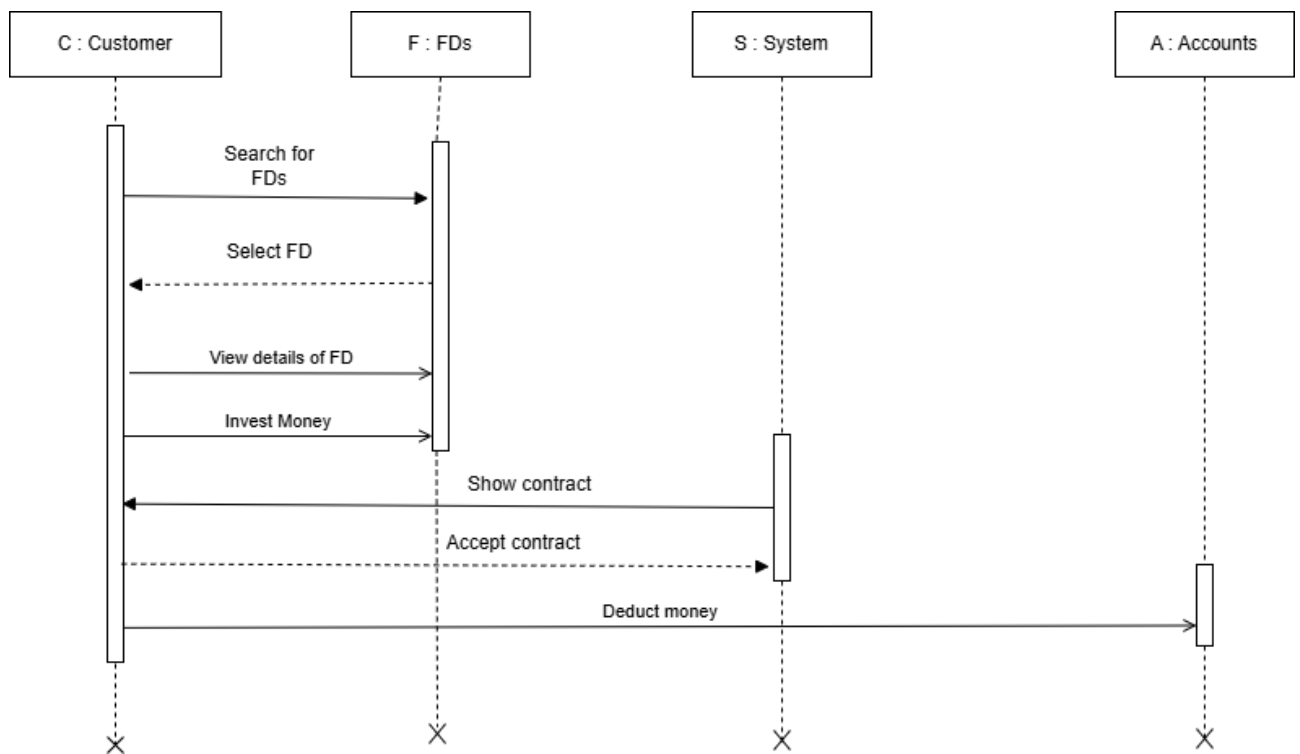 C : Customer
F : FDs
S : System
A : Accounts
Search for
FDs
Select FD
View details of FD
Invest Money
Show contract
Accept contract
Deduct money